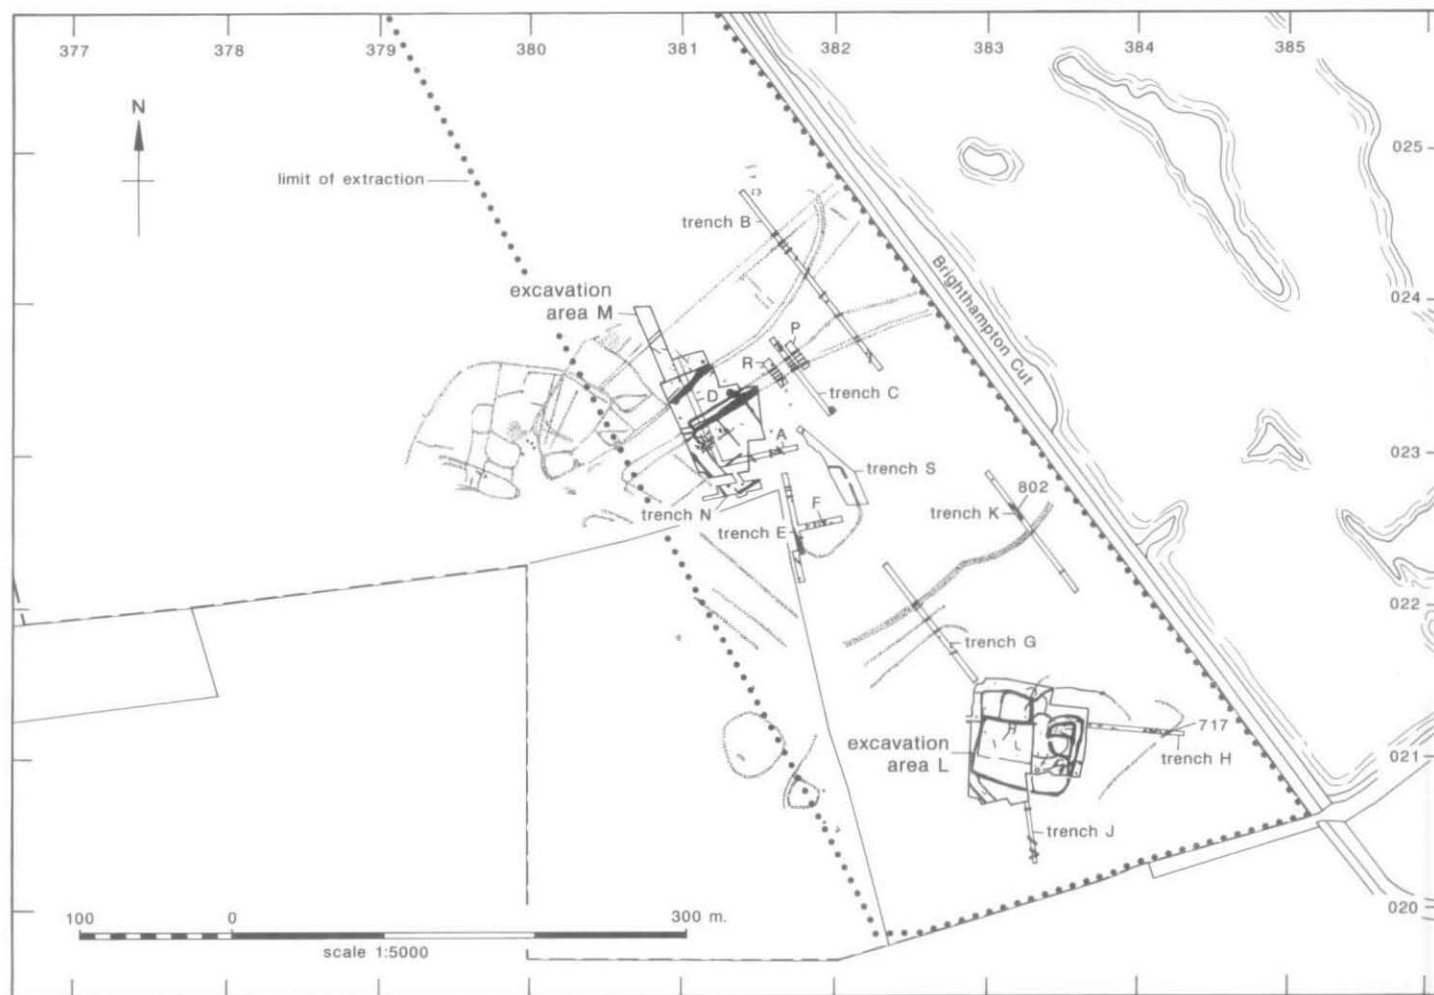 377 378 379 380 381 382 383 384 385
N
025
limit of extraction
trench B
Brighthampton Cut
excavation
area M
024
P
R
trench C
D
A
023
trench S
802
trench K
F
trench N
trench E
022
trench G
717
excavation
area L
trench H
021
trench J
020
100 0 300 m.
scale 1:5000